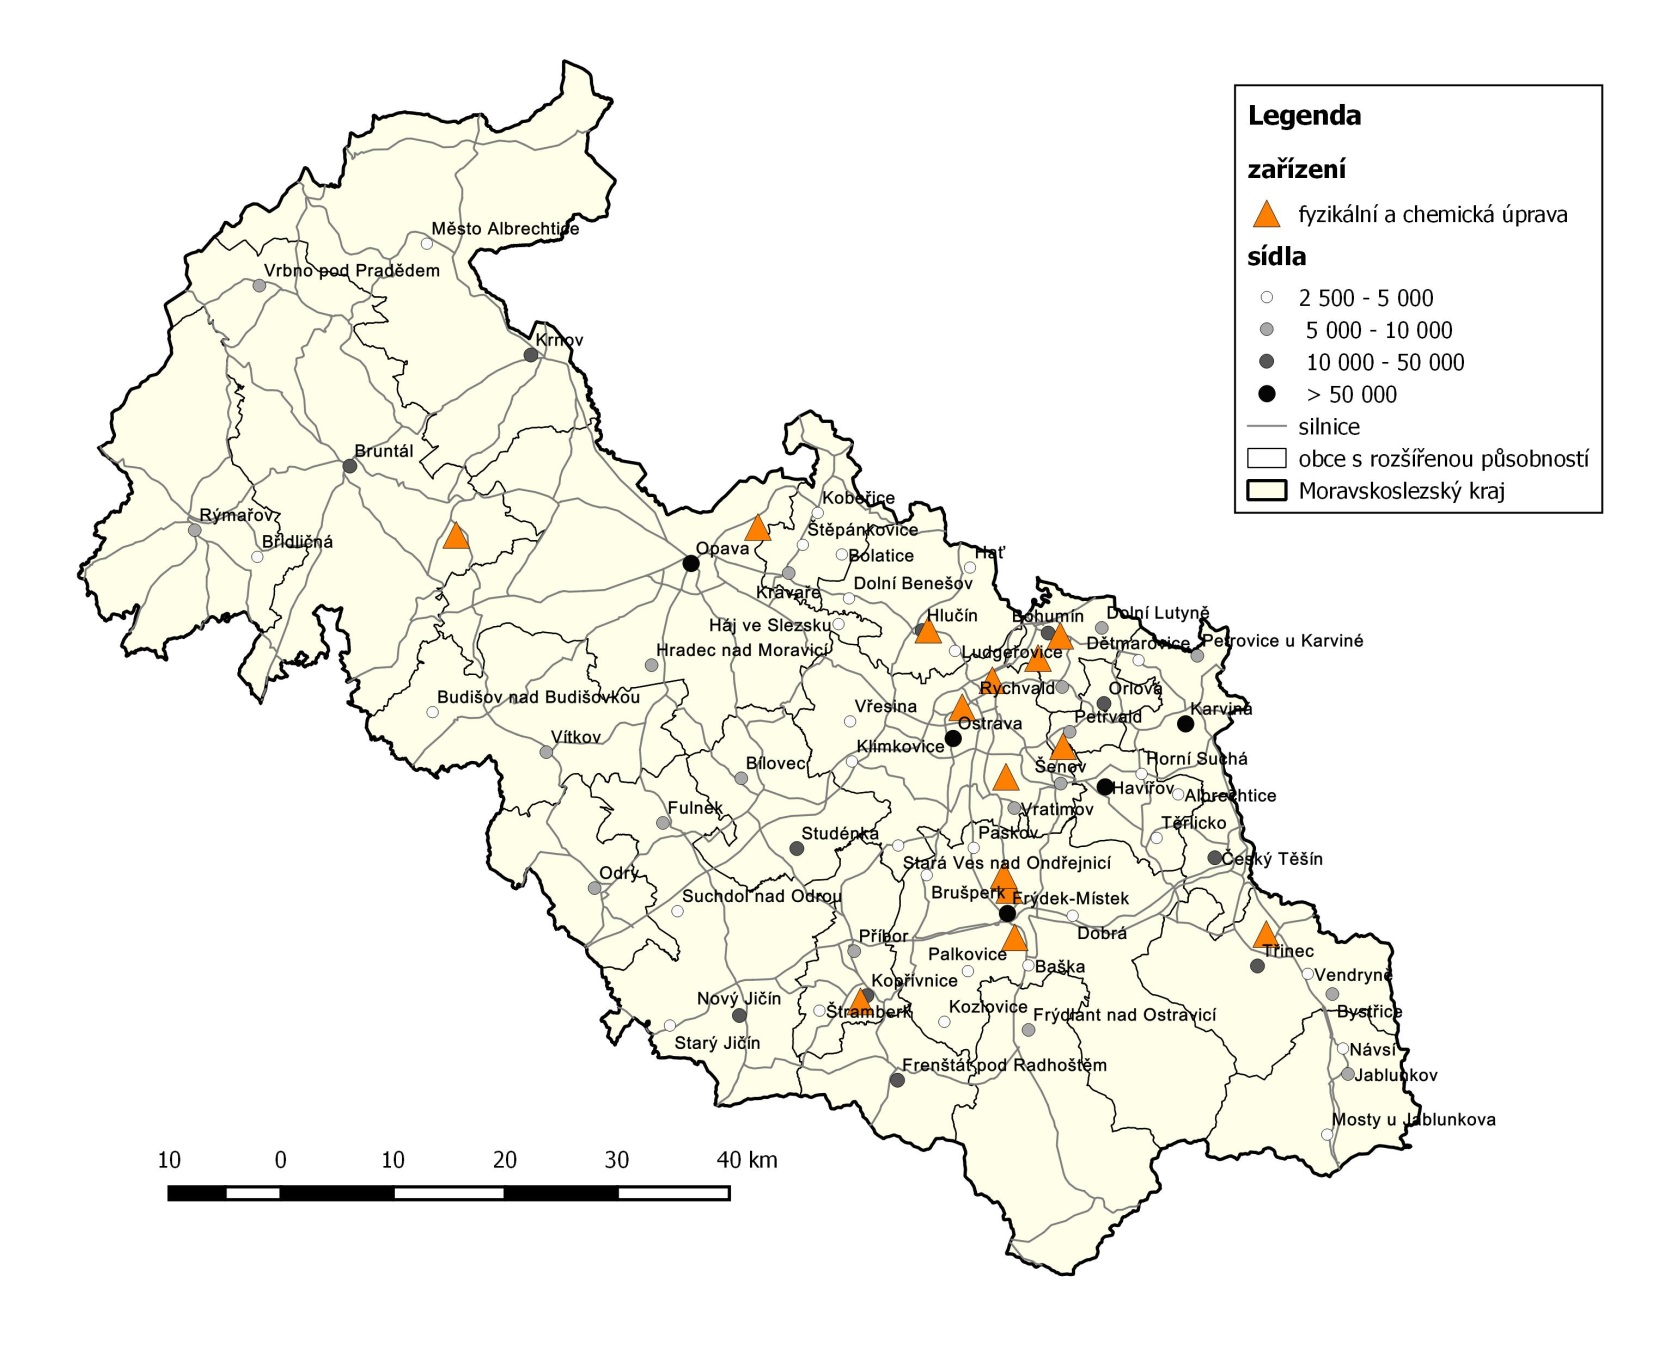 Legenda
zařízení
fyzikální a chemická úprava
sídla
2 500 - 5 000
5 000 - 10 000
10 000 - 50 000
> 50 000
silnice
obce s rozšířenou působností
Moravskoslezský kraj
Město Albrechtice
Vrbno pod Pradědem
Krnov
Bruntál
Kobeřice
Rýmařov
Štěpánkovice
Břidličná
Opava
Bolatice
Hať
Dolní Benešov
Kravaře
Hlučín
Bohumín
Dolní Lutyně
Háj ve Slezsku
Dětmarovice
Petrovice u Karviné
Hradec nad Moravicí
Ludgeřovice
Rychvald
Orlová
Budišov nad Budišovkou
Vřesina
Karviná
Petřvald
Ostrava
Vítkov
Klimkovice
Horní Suchá
Bílovec
Šenov
Havířov
Albrechtice
Fulnek
Vratimov
Těrlicko
Studénka
Paskov
Český Těšín
Stará Ves nad Ondřejnicí
Odry
Brušperk
Frýdek-Místek
Suchdol nad Odrou
Dobrá
Příbor
Třinec
Palkovice
Baška
Vendryně
Kopřivnice
Nový Jičín
Štramberk
Kozlovice
Frýdlant nad Ostravicí
Bystřice
Starý Jičín
Návsí
Frenštát pod Radhoštěm
Jablunkov
Mosty u Jablunkova
10 0 10 20 30 40 km